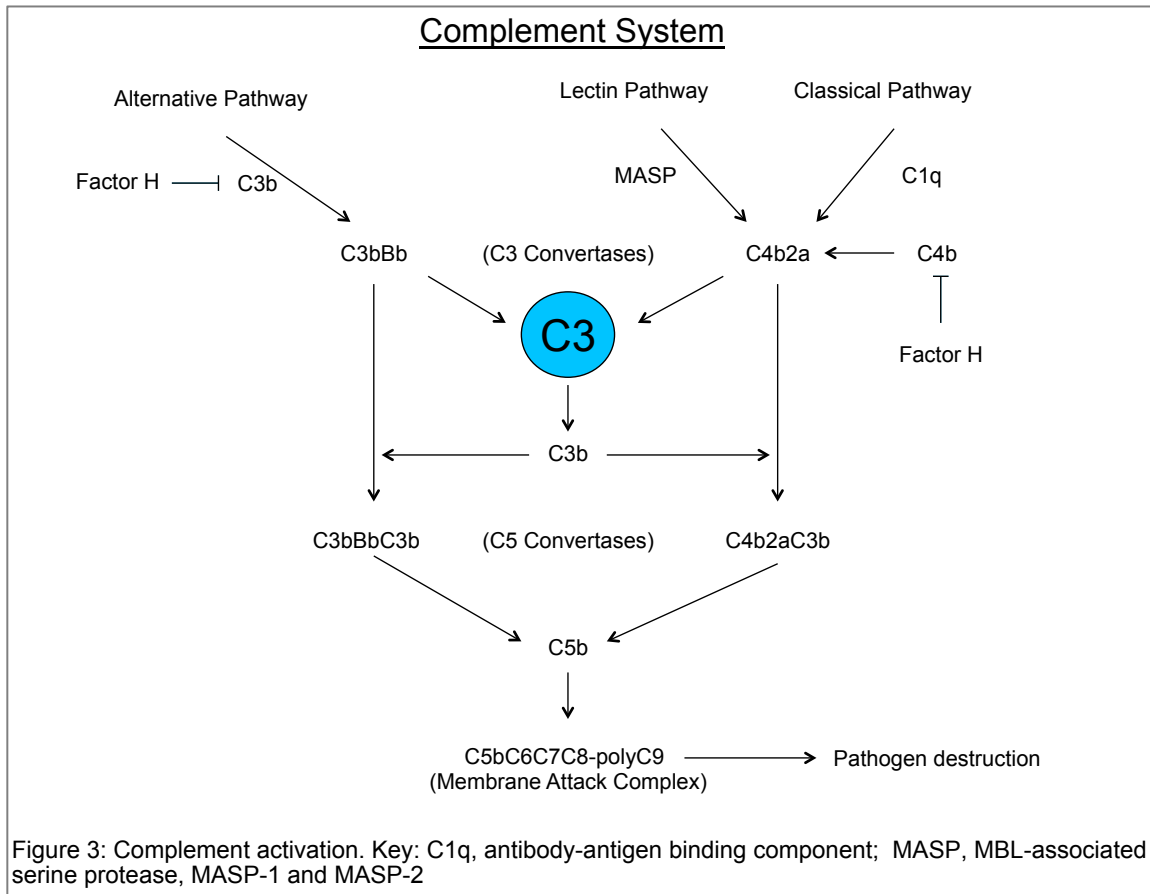 Complement System
Alternative Pathway
Lectin Pathway
Classical Pathway
Factor H
C3b
MASP
C1q
C3bBb
(C3 Convertases)
C4b2a
C4b
C3
Factor H
C3b
C3bBbC3b
(C5 Convertases)
C4b2aC3b
C5b
C5bC6C7C8-polyC9
(Membrane Attack Complex)
Pathogen destruction
Figure 3: Complement activation. Key: C1q, antibody-antigen binding component;  MASP, MBL-associated
serine protease, MASP-1 and MASP-2